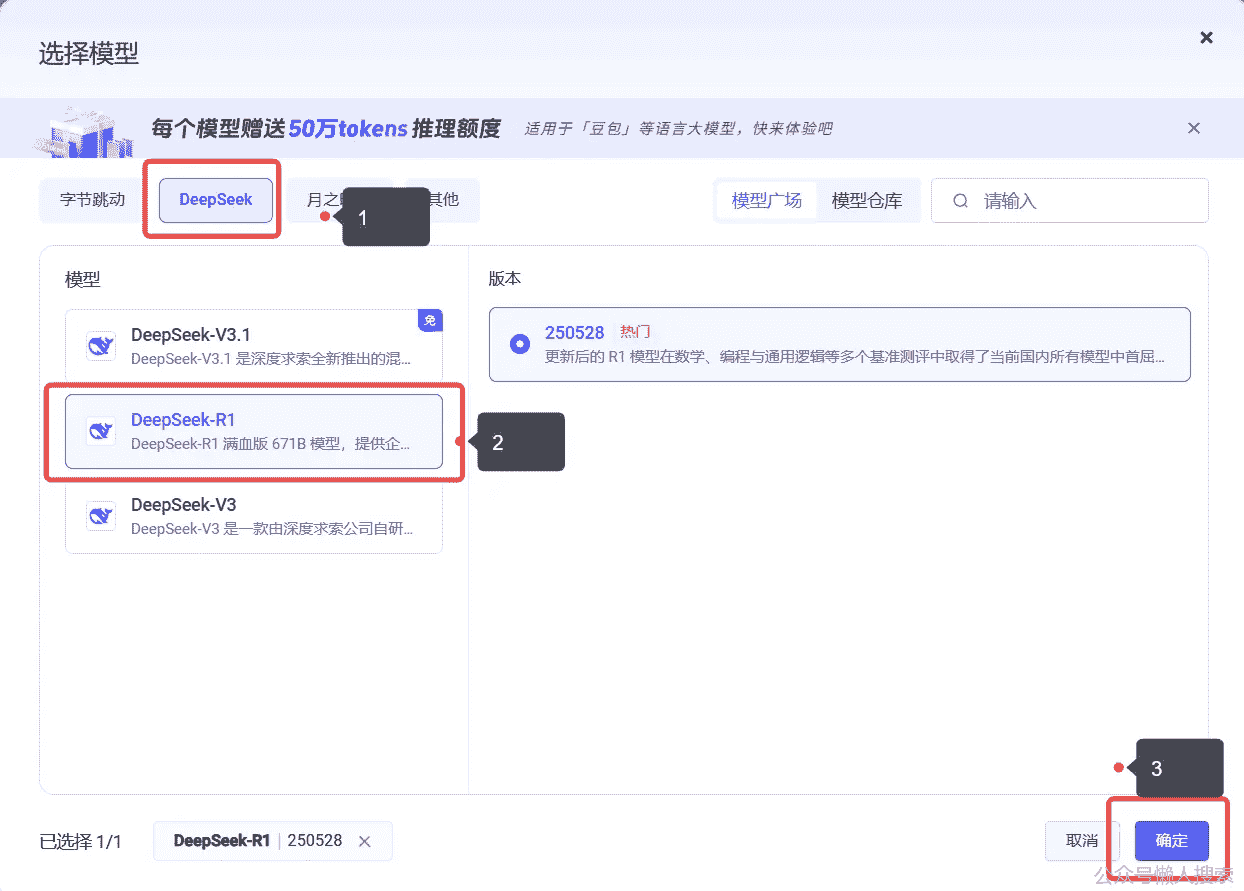 选择模型
每个模型赠送50万tokens推理额度 适用于「豆包」等语言大模型，快来体验吧
字节跳动 DeepSeek 月之 1 其他 模型广场 模型仓库 请输入
模型
DeepSeek-V3.1 免
DeepSeek-V3.1 是深度求索全新推出的混...
DeepSeek-R1
DeepSeek-R1 满血版 671B 模型，提供企...
2
DeepSeek-V3
DeepSeek-V3 是一款由深度求索公司自研...
版本
250528 热门
更新后的 R1 模型在数学、编程与通用逻辑等多个基准测评中取得了当前国内所有模型中首屈...
3
已选择 1/1 DeepSeek-R1 250528 取消 确定
公众号懒人搜索